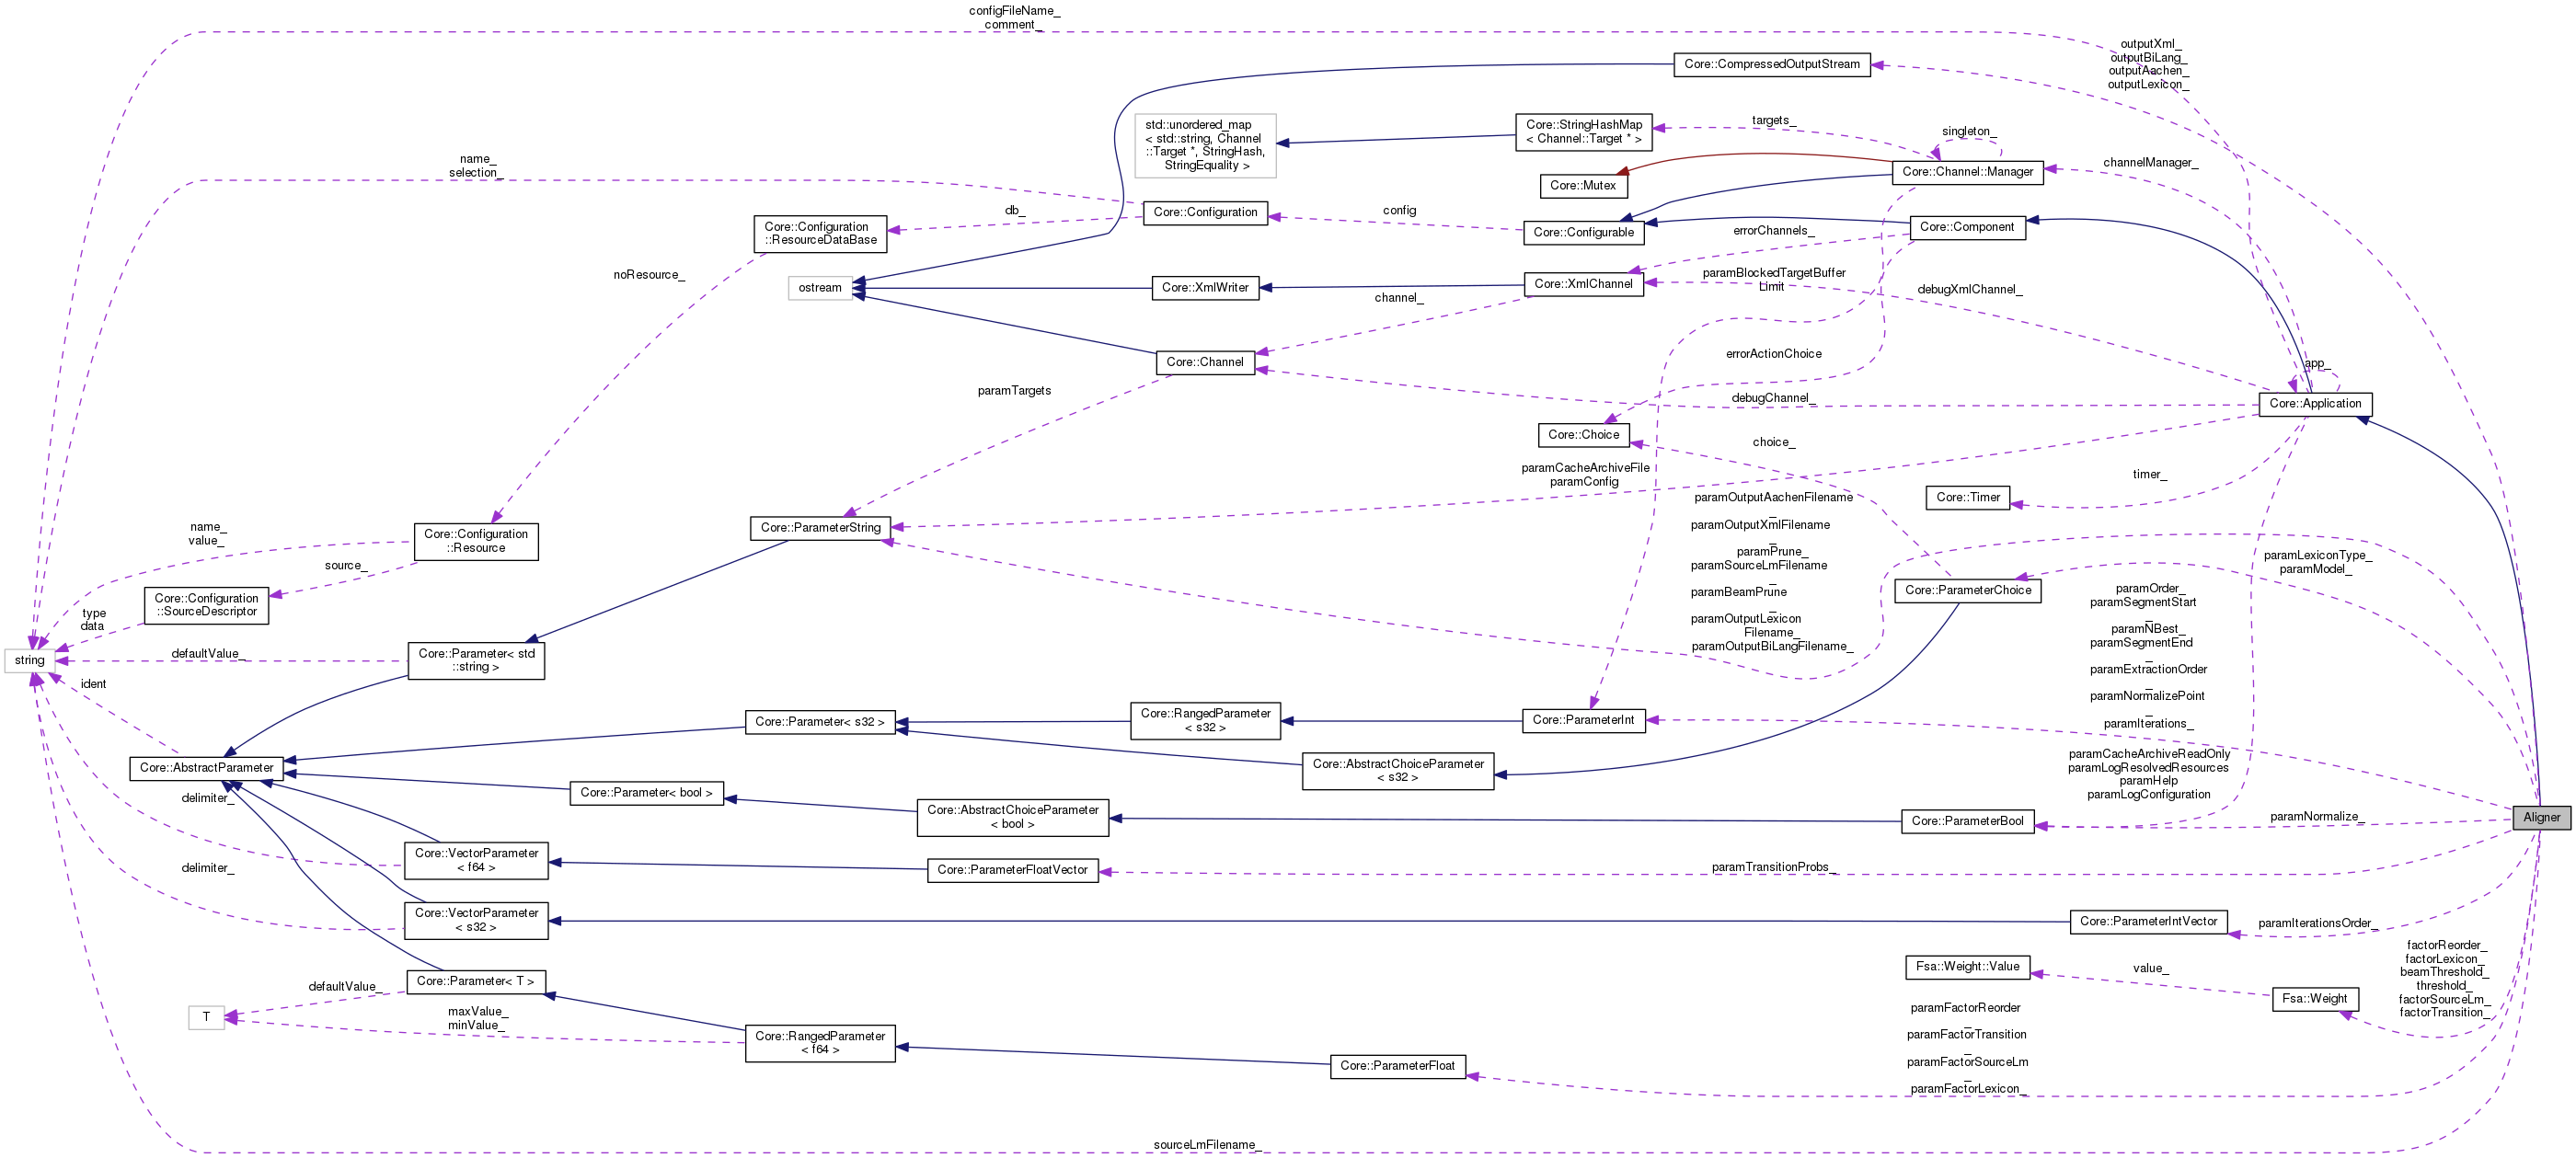 configFileName_
comment_
outputXml_
outputBiLang_
outputAachen_
outputLexicon_
Core::CompressedOutputStream
std::unordered_map
< std::string, Channel
::Target *, StringHash,
StringEquality >
Core::StringHashMap
< Channel::Target * >
targets_
singleton_
name_
selection_
Core::Mutex
Core::Channel::Manager
channelManager_
db_
Core::Configuration
config
Core::Configurable
Core::Component
Core::Configuration
::ResourceDataBase
errorChannels_
noResource_
ostream
Core::XmlWriter
Core::XmlChannel
paramBlockedTargetBuffer
Limit
debugXmlChannel_
channel_
Core::Channel
errorActionChoice
app_
paramTargets
debugChannel_
Core::Application
Core::Choice
choice_
paramCacheArchiveFile
paramConfig
timer_
Core::Timer
paramOutputAachenFilename
_
paramOutputXmlFilename
_
paramPrune_
paramSourceLmFilename
_
paramBeamPrune
_
paramOutputLexicon
Filename_
paramOutputBiLangFilename_
name_
value_
Core::Configuration
::Resource
Core::ParameterString
source_
Core::Configuration
::SourceDescriptor
type
data
Core::ParameterChoice
paramLexiconType_
paramModel_
paramOrder_
paramSegmentStart
_
paramNBest_
paramSegmentEnd
_
paramExtractionOrder
_
paramNormalizePoint
_
paramIterations_
string
defaultValue_
Core::Parameter< std
::string >
ident
Core::Parameter< s32 >
Core::RangedParameter
< s32 >
Core::ParameterInt
Core::AbstractParameter
Core::AbstractChoiceParameter
< s32 >
paramCacheArchiveReadOnly
paramLogResolvedResources
paramHelp
paramLogConfiguration
delimiter_
Core::Parameter< bool >
Core::AbstractChoiceParameter
< bool >
Core::ParameterBool
paramNormalize_
Aligner
Core::VectorParameter
< f64 >
Core::ParameterFloatVector
paramTransitionProbs_
delimiter_
Core::VectorParameter
< s32 >
Core::ParameterIntVector
paramIterationsOrder_
Core::Parameter< T >
defaultValue_
Fsa::Weight::Value
value_
Fsa::Weight
factorReorder_
factorLexicon_
beamThreshold_
threshold_
factorSourceLm_
factorTransition_
T
maxValue_
minValue_
Core::RangedParameter
< f64 >
Core::ParameterFloat
paramFactorReorder
_
paramFactorTransition
_
paramFactorSourceLm
_
paramFactorLexicon_
sourceLmFilename_